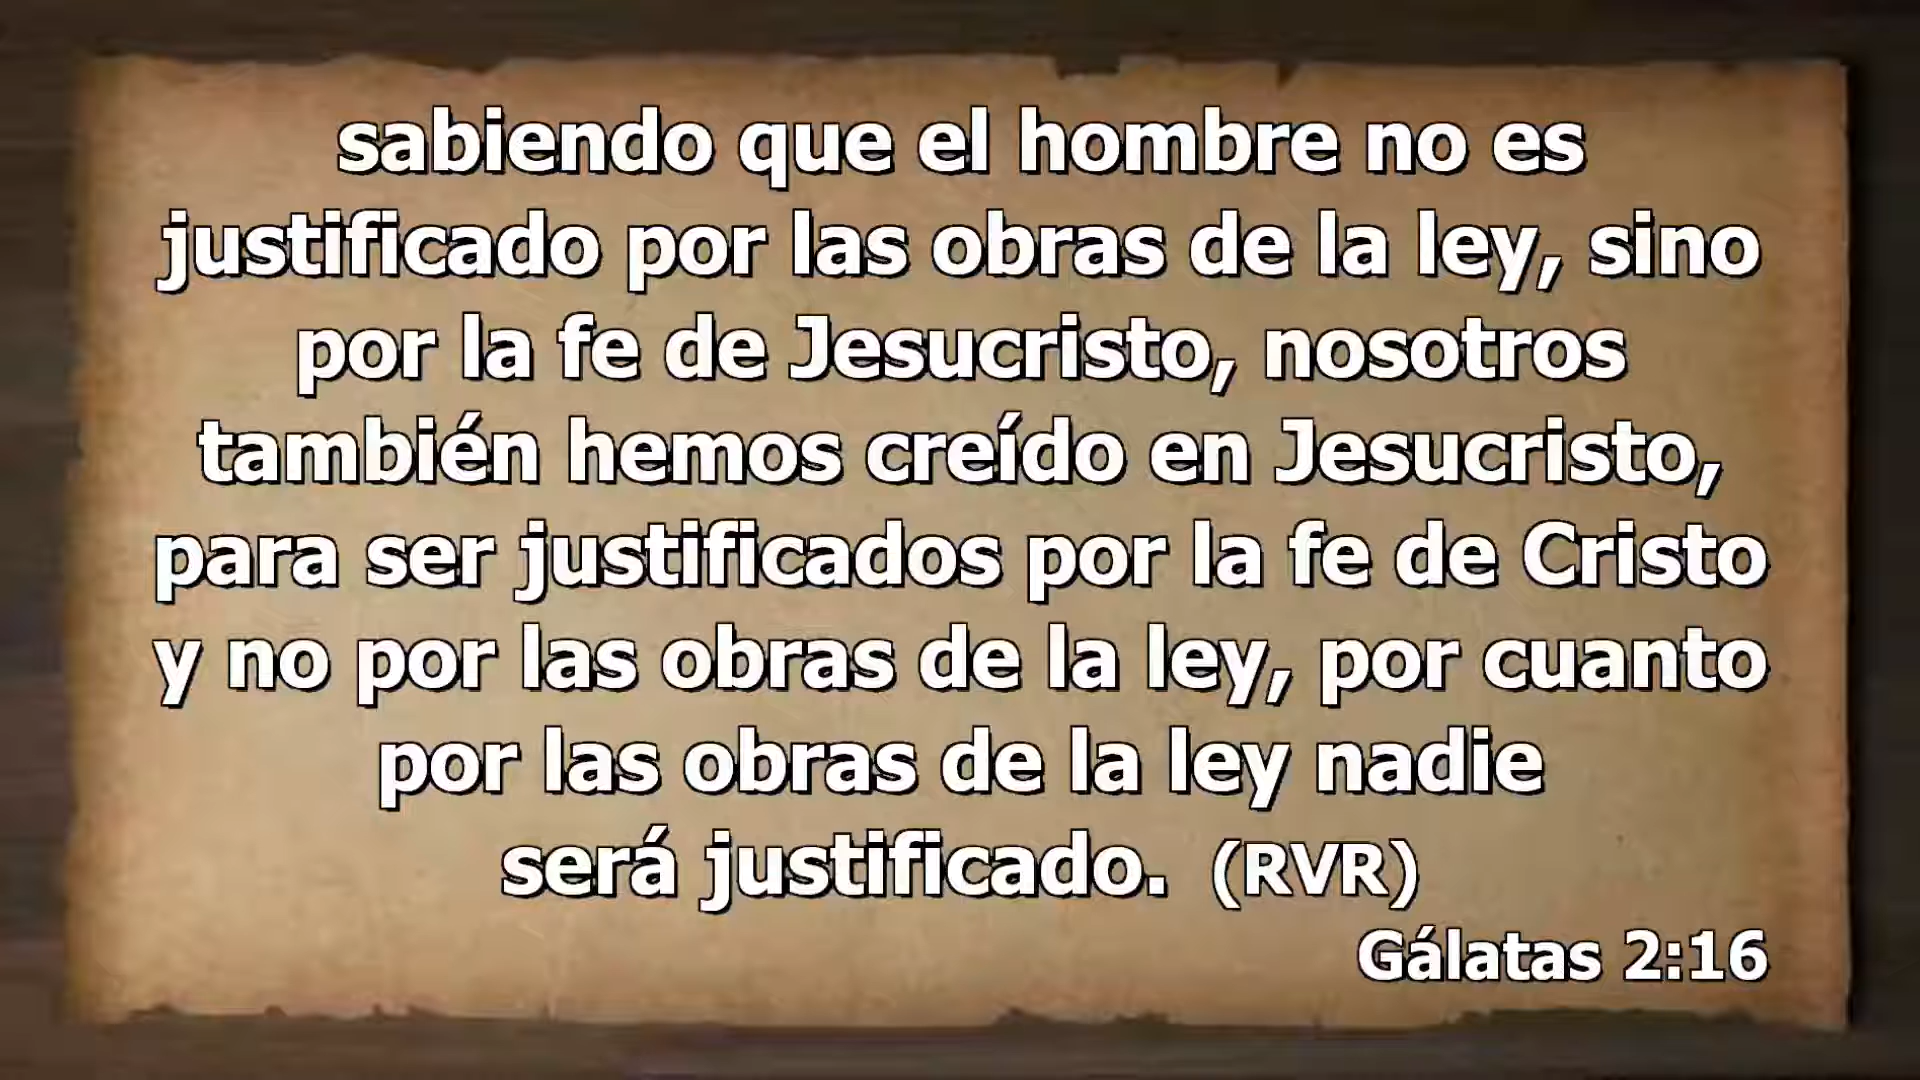 sabiendo que el hombre no es
justificado por las obras de la ley, sino
por la fe de Jesucristo, nosotros
también hemos creído en Jesucristo,
para ser justificados por la fe de Cristo
y no por las obras de la ley, por cuanto
por las obras de la ley nadie
será justificado. (RVR)
Gálatas 2:16